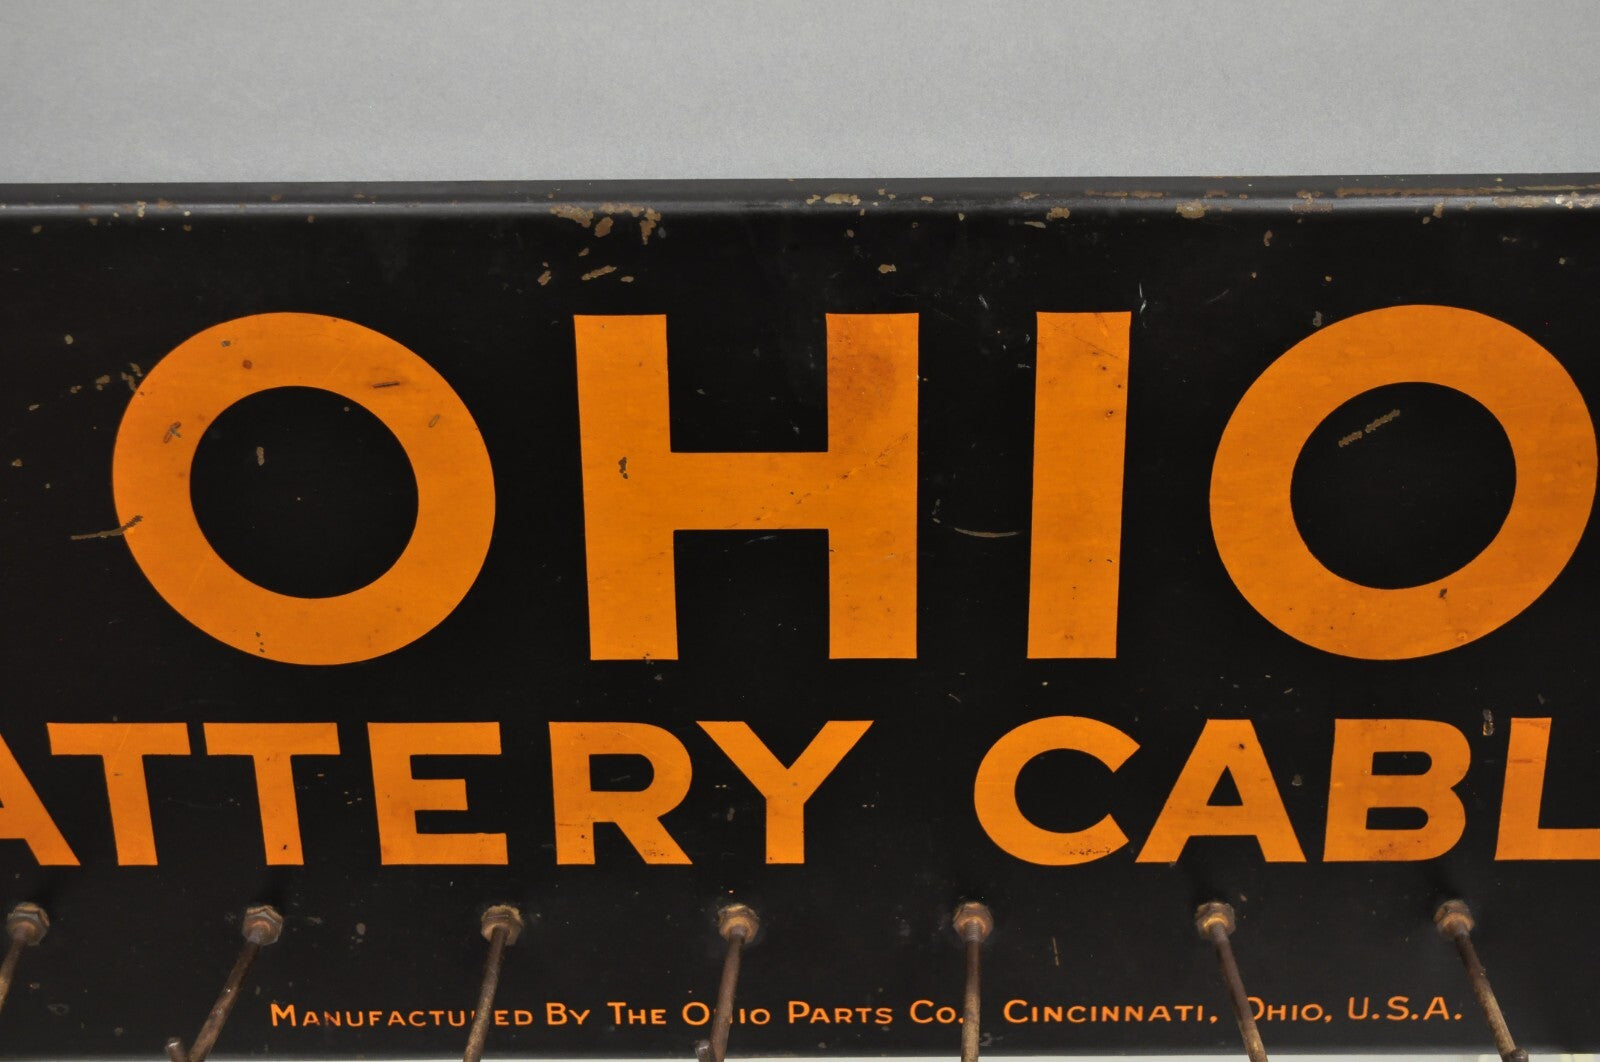 OHIO
ATTERY CABL
MANUFACTURED BY THE OHIO PARTS CO. CINCINNATI, OHIO, U.S.A.